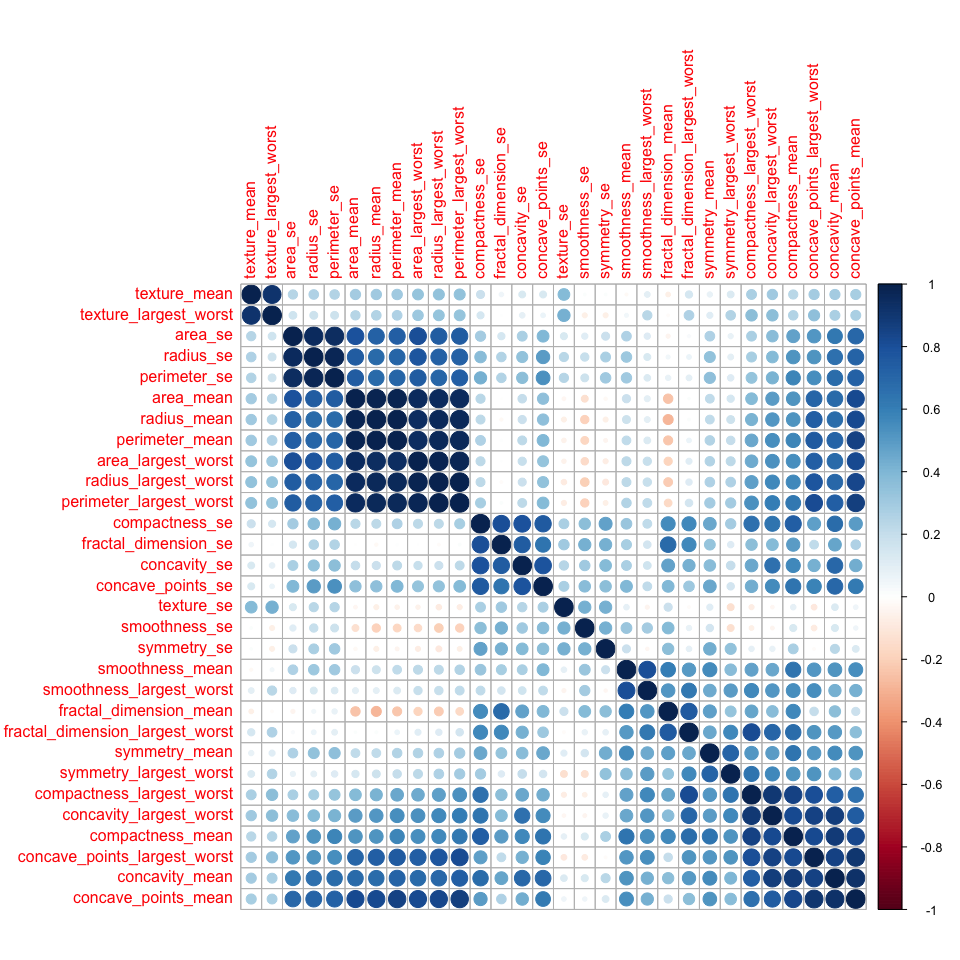 texture_mean
texture_largest_worst
area_se
radius_se
perimeter_se
area_mean
radius_mean
perimeter_mean
area_largest_worst
radius_largest_worst
perimeter_largest_worst
compactness_se
fractal_dimension_se
concavity_se
concave_points_se
texture_se
smoothness_se
symmetry_se
smoothness_mean
smoothness_largest_worst
fractal_dimension_mean
fractal_dimension_largest_worst
symmetry_mean
symmetry_largest_worst
compactness_largest_worst
concavity_largest_worst
compactness_mean
concave_points_largest_worst
concavity_mean
concave_points_mean
texture_mean
texture_largest_worst
area_se
radius_se
perimeter_se
area_mean
radius_mean
perimeter_mean
area_largest_worst
radius_largest_worst
perimeter_largest_worst
compactness_se
fractal_dimension_se
concavity_se
concave_points_se
texture_se
smoothness_se
symmetry_se
smoothness_mean
smoothness_largest_worst
fractal_dimension_mean
fractal_dimension_largest_worst
symmetry_mean
symmetry_largest_worst
compactness_largest_worst
concavity_largest_worst
compactness_mean
concave_points_largest_worst
concavity_mean
concave_points_mean
1
0.8
0.6
0.4
0.2
0
-0.2
-0.4
-0.6
-0.8
-1